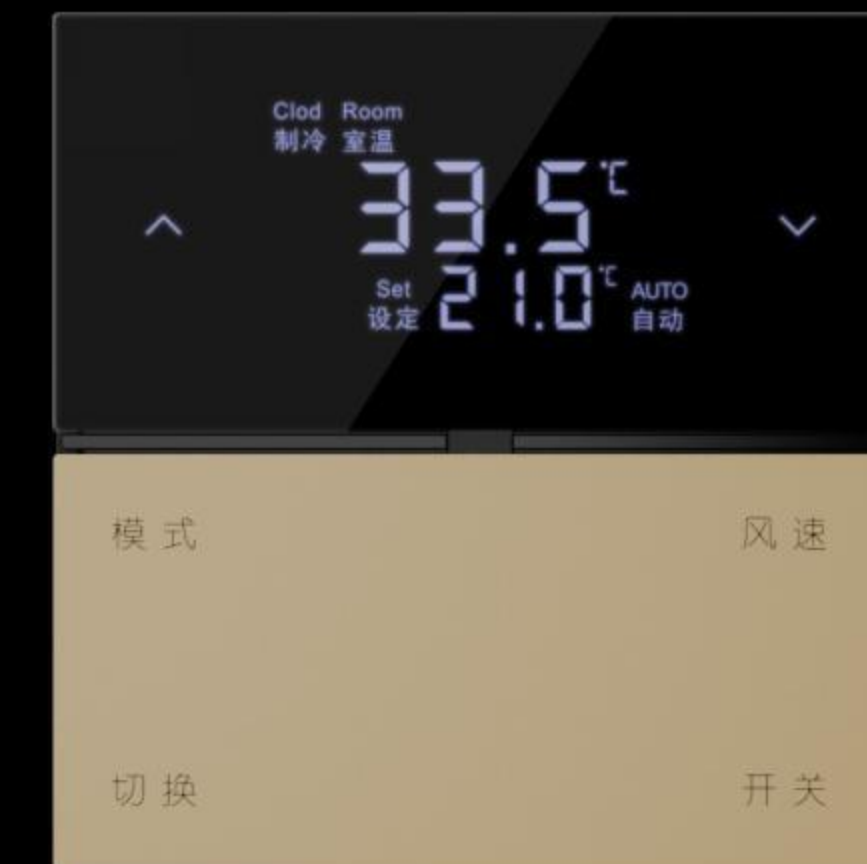 Clod Room
制冷 室温
33.5℃
Set
设定
21.0℃
AUTO
自动
模式
风速
切换
开关